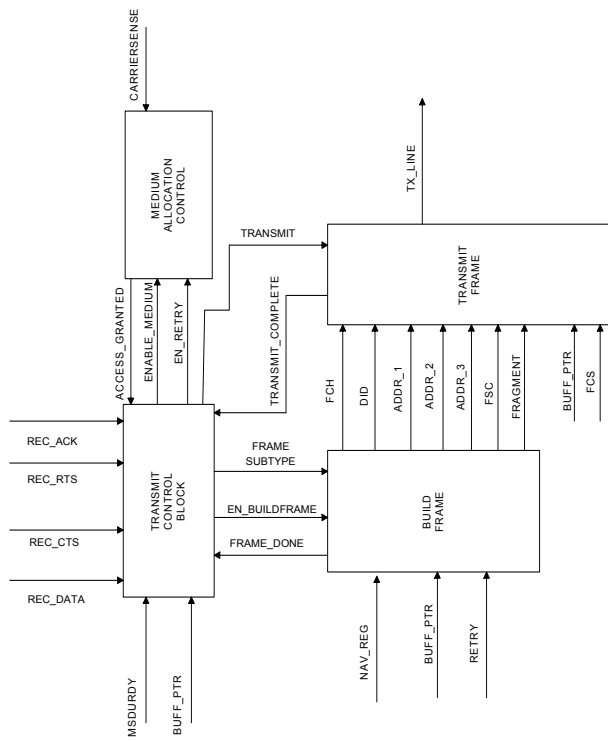 CARRIERSENSE
MEDIUM
ALLOCATION
CONTROL
TX_LINE
TRANSMIT
TRANSMIT
FRAME
ACCESS_GRANTED
ENABLE_MEDIUM
EN_RETRY
TRANSMIT_COMPLETE
FCH
DID
ADDR_1
ADDR_2
ADDR_3
FSC
FRAGMENT
BUFF_PTR
FCS
REC_ACK
REC_RTS
REC_CTS
REC_DATA
TRANSMIT
CONTROL
BLOCK
FRAME
SUBTYPE
EN_BUILDFRAME
FRAME_DONE
BUILD
FRAME
MSDURDY
BUFF_PTR
NAV_REG
BUFF_PTR
RETRY